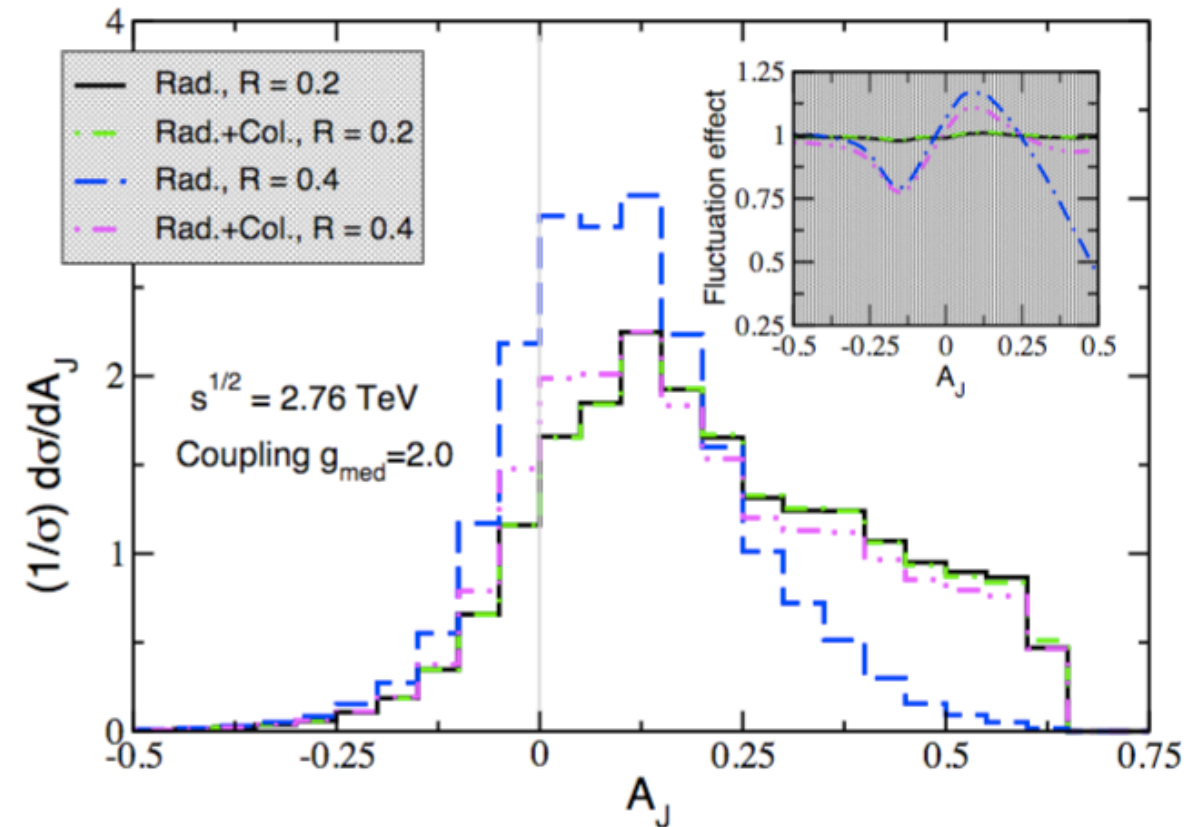 4
2
1
0
-0.5
-0.25
0
0.25
0.5
0.75
A_J
(1/σ) dσ/dA_J
Rad., R = 0.2
Rad.+Col., R = 0.2
Rad., R = 0.4
Rad.+Col., R = 0.4
s^1/2 = 2.76 TeV
Coupling g_med=2.0
Fluctuation effect
1.25
1
0.75
0.5
0.25
-0.5
-0.25
0
0.25
0.5
A_J